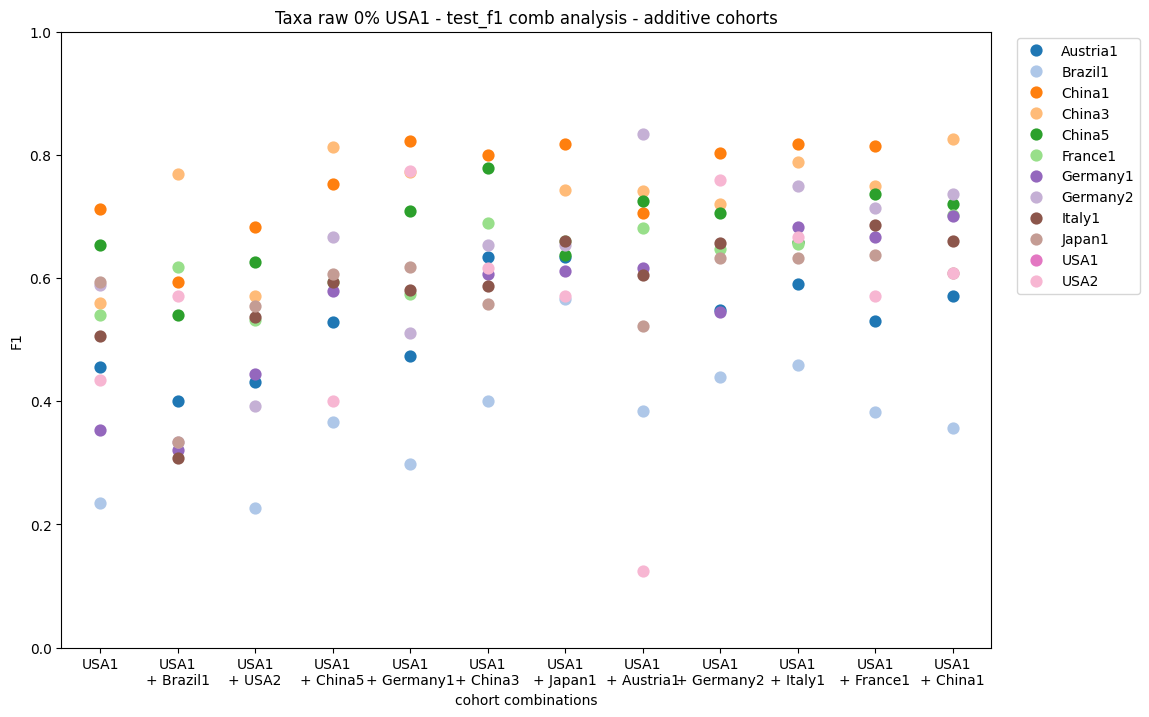 Taxa raw 0% USA1 - test_f1 comb analysis - additive cohorts
1.0
0.8
0.6
0.4
0.2
0.0
F1
USA1
USA1
+ Brazil1
USA1
+ USA2
USA1
+ China5
USA1
+ Germany1
USA1
+ China3
USA1
+ Japan1
USA1
+ Austria1
USA1
+ Germany2
USA1
+ Italy1
USA1
+ France1
USA1
+ China1
cohort combinations
Austria1
Brazil1
China1
China3
China5
France1
Germany1
Germany2
Italy1
Japan1
USA1
USA2